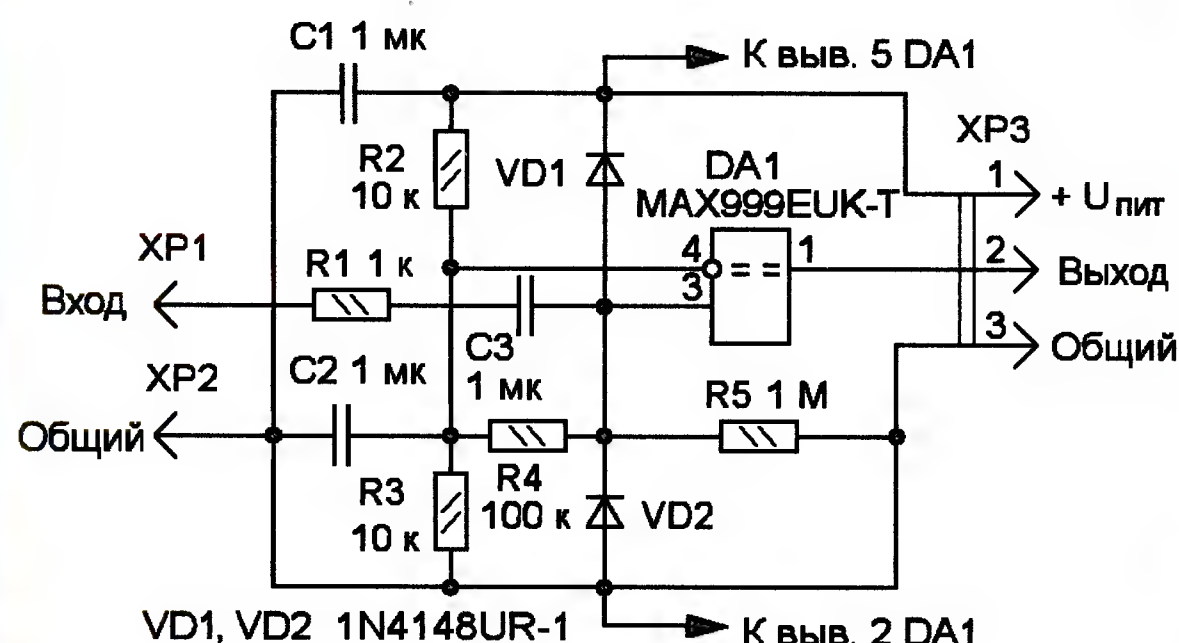 C1 1 мк
К выв. 5 DA1
XP3
R2
10 к
VD1
DA1
MAX999EUK-T
1
+ Uпит
4
= =
1
2
Выход
3
XP1
R1 1 к
Вход
C3
1 мк
3
Общий
XP2
C2 1 мк
R5 1 М
Общий
R3
10 к
R4
100 к
VD2
VD1, VD2 1N4148UR-1
К выв. 2 DA1